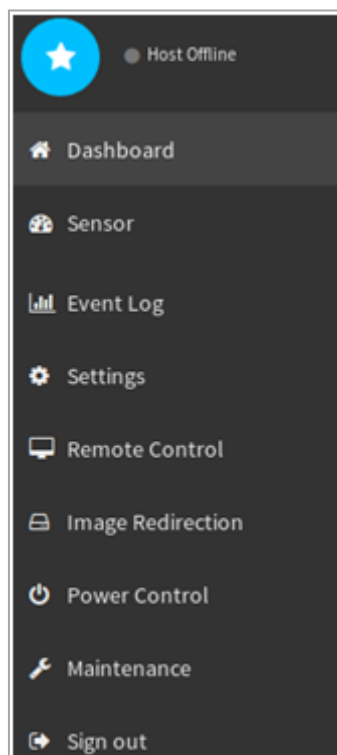 Host Offline
Dashboard
Sensor
Event Log
Settings
Remote Control
Image Redirection
Power Control
Maintenance
Sign out